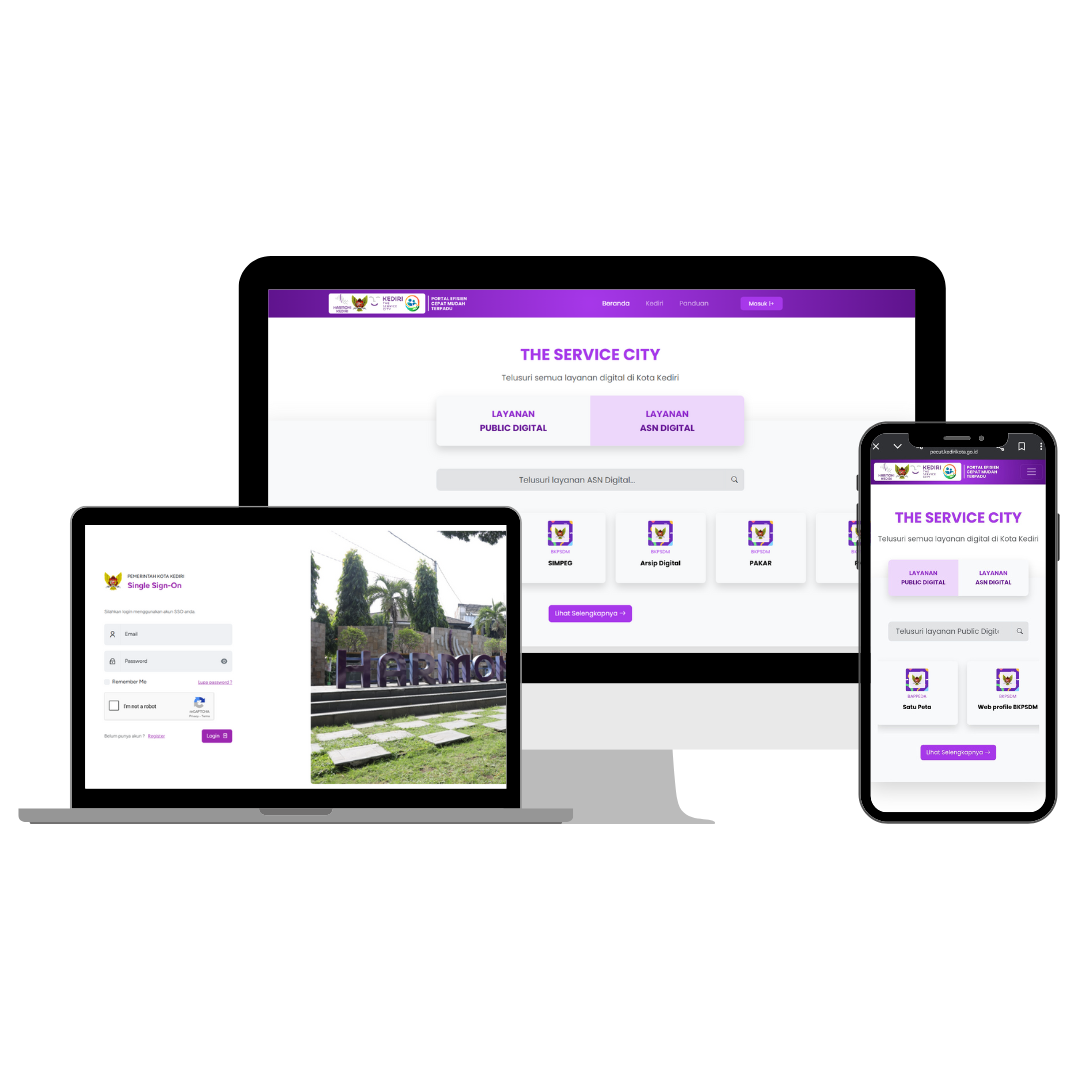 HARMONI
KEDIRI
KEDIRI
THE
SERVICE
CITY
PORTAL EFISIEN
CEPAT MUDAH
TERPADU
Beranda
Kediri
Panduan
Masuk
THE SERVICE CITY
Telusuri semua layanan digital di Kota Kediri
LAYANAN
PUBLIC DIGITAL
LAYANAN
ASN DIGITAL
Telusuri layanan ASN Digital...
BKPSDM
SIMPEG
BKPSDM
Arsip Digital
BKPSDM
PAKAR
Lihat Selengkapnya →
PEMERINTAH KOTA KEDIRI
Single Sign-On
Silahkan login menggunakan akun SSO anda
Email
Password
Remember Me
Lupa password ?
I'm not a robot
reCAPTCHA
Privacy - Terms
Belum punya akun ?
Register
Login
HARMON
pecut.kedirikota.go.id
HARMONI
KEDIRI
KEDIRI
THE
SERVICE
CITY
PORTAL EFISIEN
CEPAT MUDAH
TERPADU
THE SERVICE CITY
Telusuri semua layanan digital di Kota Kediri
LAYANAN
PUBLIC DIGITAL
LAYANAN
ASN DIGITAL
Telusuri layanan Public Digit
Satu Peta
BKPSDM
Web profile BKPSDM
Lihat Selengkapnya →